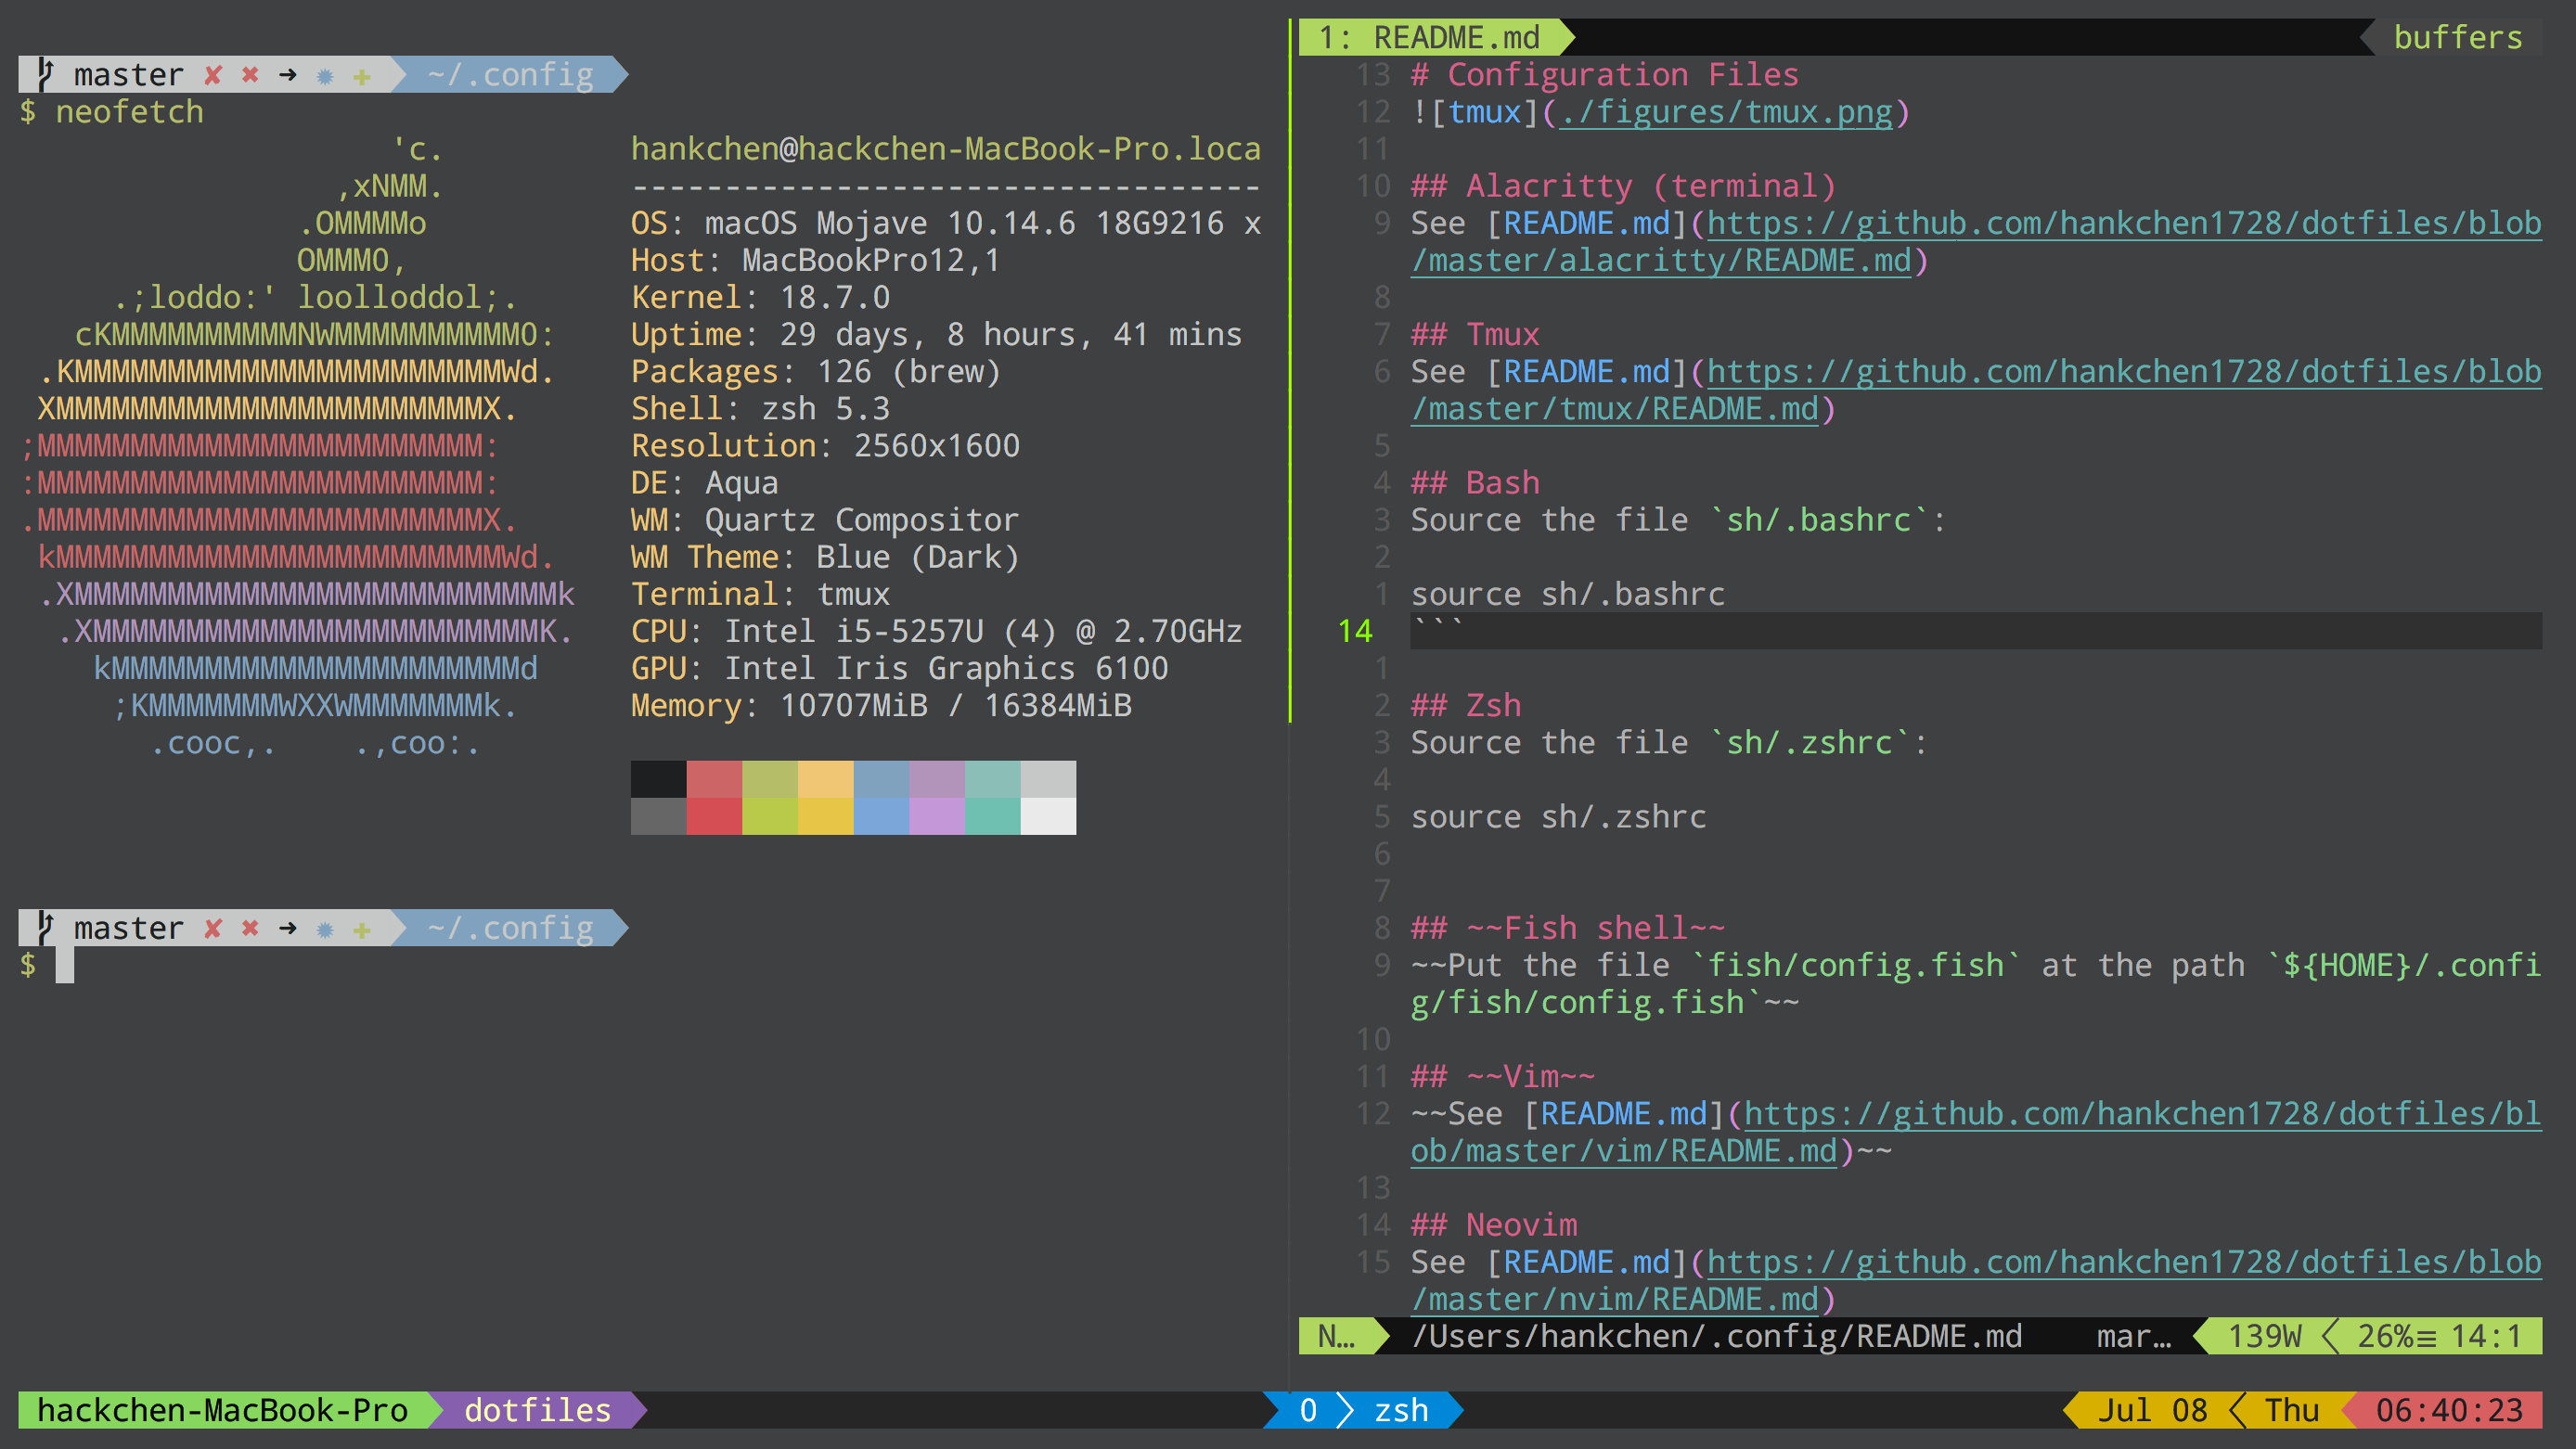 master ✘ ✖ ➜ ✹ ✚ ~/.config
$ neofetch
'c.
,xNMM.
.OMMMMo
OMMM0,
.;loddo:' loolloddol;.
cKMMMMMMMMMMNWMMMMMMMMMM0:
.KMMMMMMMMMMMMMMMMMMMMMMMWd.
XMMMMMMMMMMMMMMMMMMMMMMMX.
;MMMMMMMMMMMMMMMMMMMMMMMM:
:MMMMMMMMMMMMMMMMMMMMMMMM:
.MMMMMMMMMMMMMMMMMMMMMMMMX.
kMMMMMMMMMMMMMMMMMMMMMMMMWd.
.XMMMMMMMMMMMMMMMMMMMMMMMMMMk
.XMMMMMMMMMMMMMMMMMMMMMMMMK.
kMMMMMMMMMMMMMMMMMMMMMMd
;KMMMMMMMWXXWMMMMMMMk.
.cooc,. .,coo:.
hankchen@hackchen-MacBook-Pro.loca
----------------------------------
OS: macOS Mojave 10.14.6 18G9216 x
Host: MacBookPro12,1
Kernel: 18.7.0
Uptime: 29 days, 8 hours, 41 mins
Packages: 126 (brew)
Shell: zsh 5.3
Resolution: 2560x1600
DE: Aqua
WM: Quartz Compositor
WM Theme: Blue (Dark)
Terminal: tmux
CPU: Intel i5-5257U (4) @ 2.70GHz
GPU: Intel Iris Graphics 6100
Memory: 10707MiB / 16384MiB
master ✘ ✖ ➜ ✹ ✚ ~/.config
$
1: README.md buffers
13 # Configuration Files
12 ![tmux](./figures/tmux.png)
11
10 ## Alacritty (terminal)
9 See [README.md](https://github.com/hankchen1728/dotfiles/blob
/master/alacritty/README.md)
8
7 ## Tmux
6 See [README.md](https://github.com/hankchen1728/dotfiles/blob
/master/tmux/README.md)
5
4 ## Bash
3 Source the file `sh/.bashrc`:
2
1 source sh/.bashrc
14 ```
1
2 ## Zsh
3 Source the file `sh/.zshrc`:
4
5 source sh/.zshrc
6
7
8 ## ~~Fish shell~~
9 ~~Put the file `fish/config.fish` at the path `${HOME}/.confi
g/fish/config.fish`~~
10
11 ## ~~Vim~~
12 ~~See [README.md](https://github.com/hankchen1728/dotfiles/bl
ob/master/vim/README.md)~~
13
14 ## Neovim
15 See [README.md](https://github.com/hankchen1728/dotfiles/blob
/master/nvim/README.md)
N… /Users/hankchen/.config/README.md mar… 139W 26%≡ 14:1
hackchen-MacBook-Pro dotfiles 0 zsh Jul 08 Thu 06:40:23